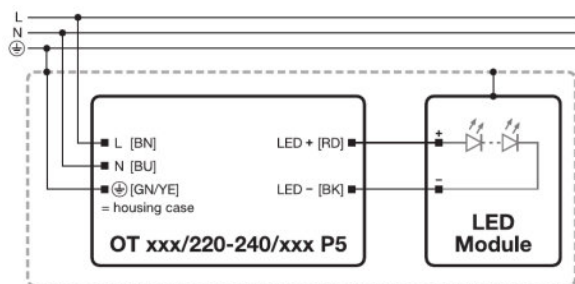 L
N
⏚
L [BN] LED + [RD]
N [BU]
⏚ [GN/YE] LED − [BK]
= housing case
OT xxx/220-240/xxx P5
+
−
LED
Module